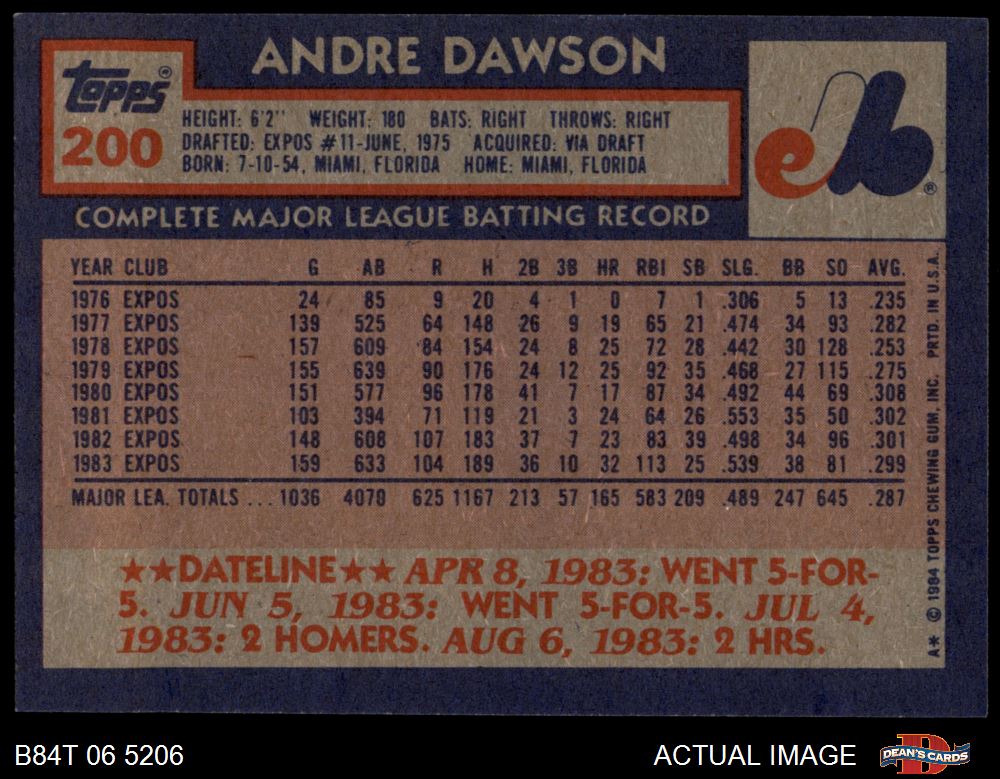 ANDRE DAWSON
Topps®
200
HEIGHT: 6'2" WEIGHT: 180 BATS: RIGHT THROWS: RIGHT
DRAFTED: EXPOS #11-JUNE, 1975 ACQUIRED: VIA DRAFT
BORN: 7-10-54, MIAMI, FLORIDA HOME: MIAMI, FLORIDA
eb®
COMPLETE MAJOR LEAGUE BATTING RECORD
YEAR CLUB G AB R H 2B 3B HR RBI SB SLG. BB SO AVG.
1976 EXPOS 24 85 9 20 4 1 0 7 1 .306 5 13 .235
1977 EXPOS 139 525 64 148 26 9 19 65 21 .474 34 93 .282
1978 EXPOS 157 609 84 154 24 8 25 72 28 .442 30 128 .253
1979 EXPOS 155 639 90 176 24 12 25 92 35 .468 27 115 .275
1980 EXPOS 151 577 96 178 41 7 17 87 34 .492 44 69 .308
1981 EXPOS 103 394 71 119 21 3 24 64 26 .553 35 50 .302
1982 EXPOS 148 608 107 183 37 7 23 83 39 .498 34 96 .301
1983 EXPOS 159 633 104 189 36 10 32 113 25 .539 38 81 .299
MAJOR LEA. TOTALS ... 1036 4070 625 1167 213 57 165 583 209 .489 247 645 .287
★★DATELINE★★ APR 8, 1983: WENT 5-FOR-
5. JUN 5, 1983: WENT 5-FOR-5. JUL 4,
1983: 2 HOMERS. AUG 6, 1983: 2 HRS.
A* © 1984 TOPPS CHEWING GUM, INC. PRTD. IN U.S.A.
B84T 06 5206
ACTUAL IMAGE
D
DEAN'S CARDS